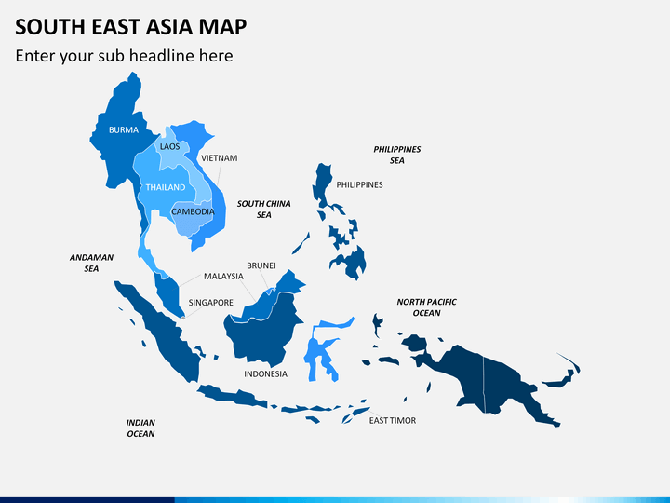 SOUTH EAST ASIA MAP
Enter your sub headline here
BURMA
LAOS
VIETNAM
PHILIPPINES
SEA
THAILAND
PHILIPPINES
CAMBODIA
SOUTH CHINA
SEA
ANDAMAN
SEA
BRUNEI
MALAYSIA
SINGAPORE
NORTH PACIFIC
OCEAN
INDONESIA
EAST TIMOR
INDIAN
OCEAN